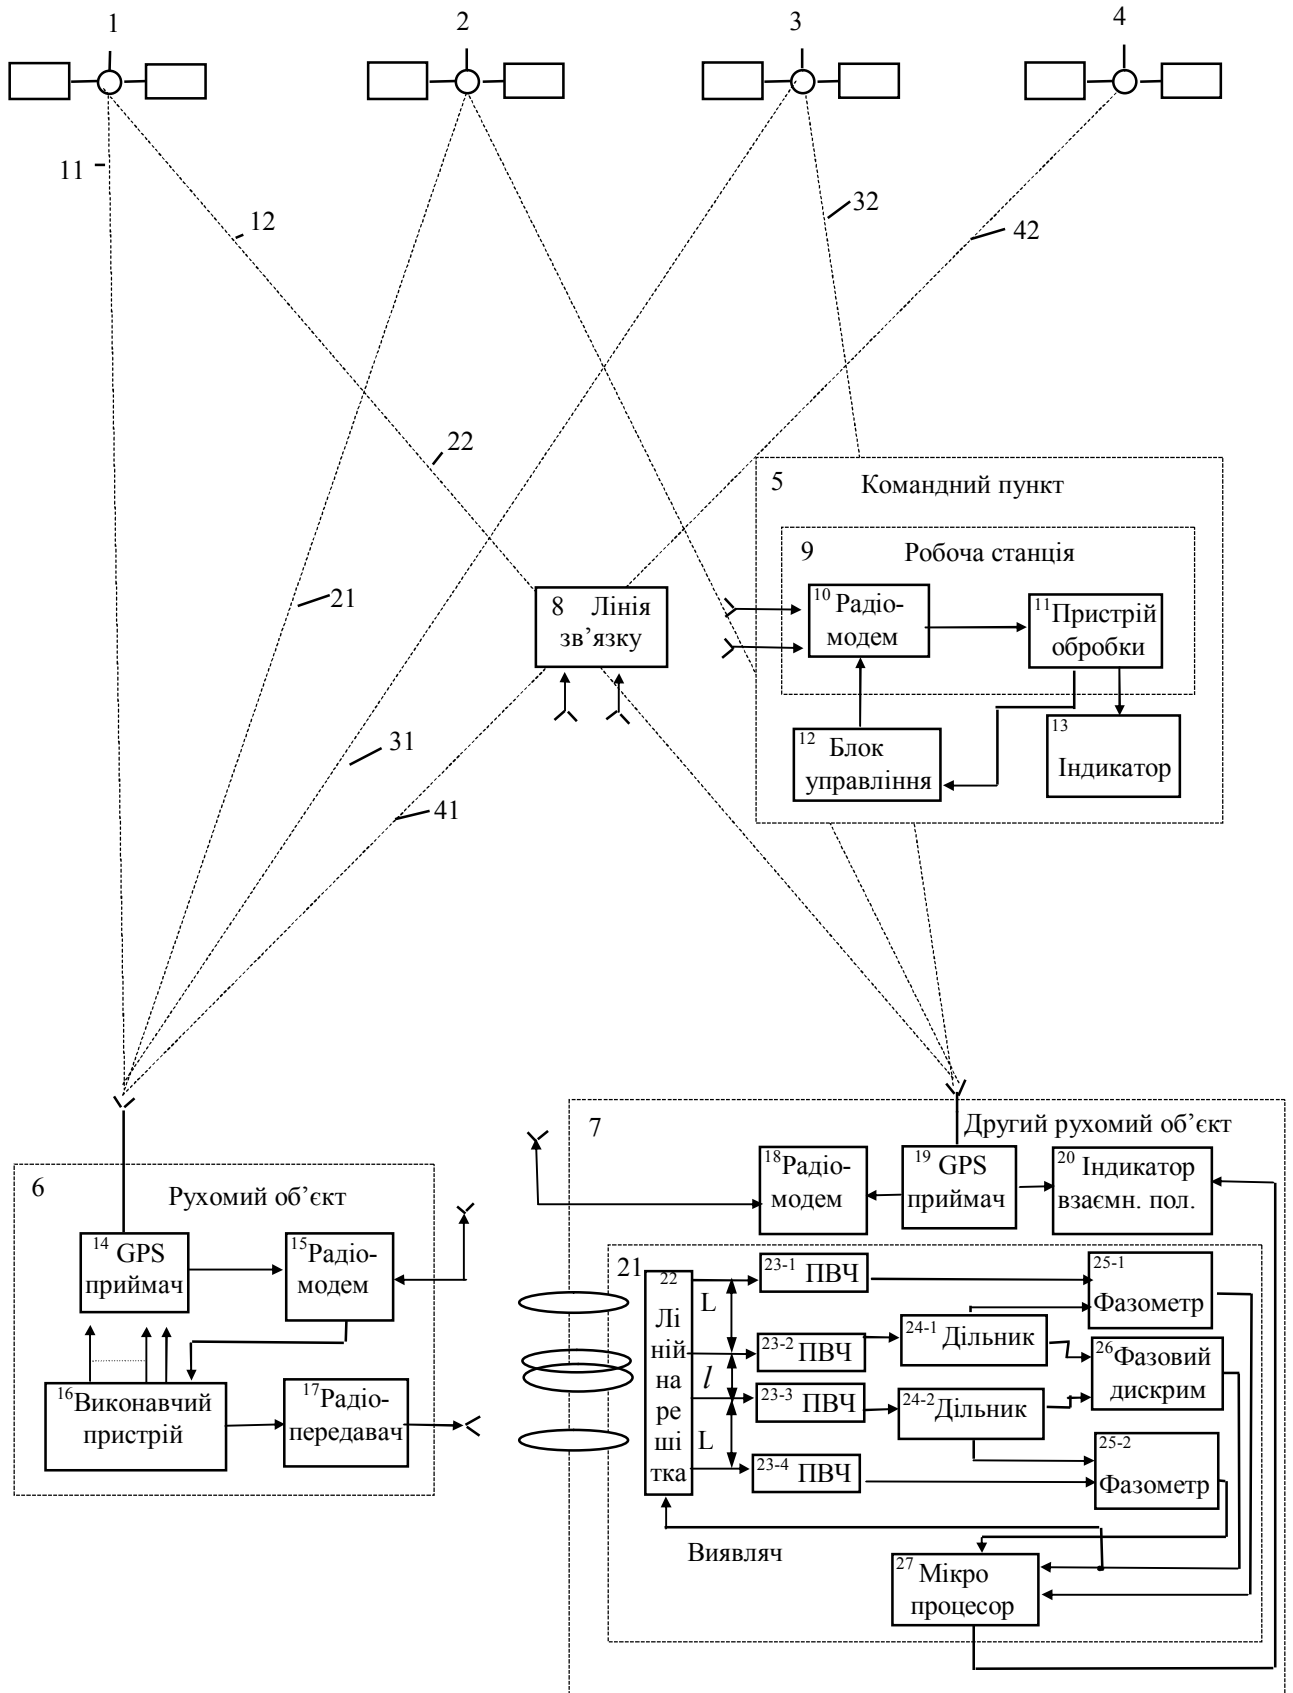 1
2
3
4
11
12
32
42
22
21
31
41
5 Командний пункт
9 Робоча станція
10 Радіо-
модем
11 Пристрій
обробки
8 Лінія
зв’язку
12 Блок
управління
13
Індикатор
6 Рухомий об’єкт
14 GPS
приймач
15 Радіо-
модем
16 Виконавчий
пристрій
17 Радіо-
передавач
7 Другий рухомий об’єкт
18 Радіо-
модем
19 GPS
приймач
20 Індикатор
взаємн. пол.
21
22
Лі
ній
на
ре
ші
тка
L
l
L
23-1 ПВЧ
23-2 ПВЧ
23-3 ПВЧ
23-4 ПВЧ
24-1 Дільник
24-2 Дільник
25-1
Фазометр
26 Фазовий
дискрим
25-2
Фазометр
Виявляч
27 Мікро
процесор